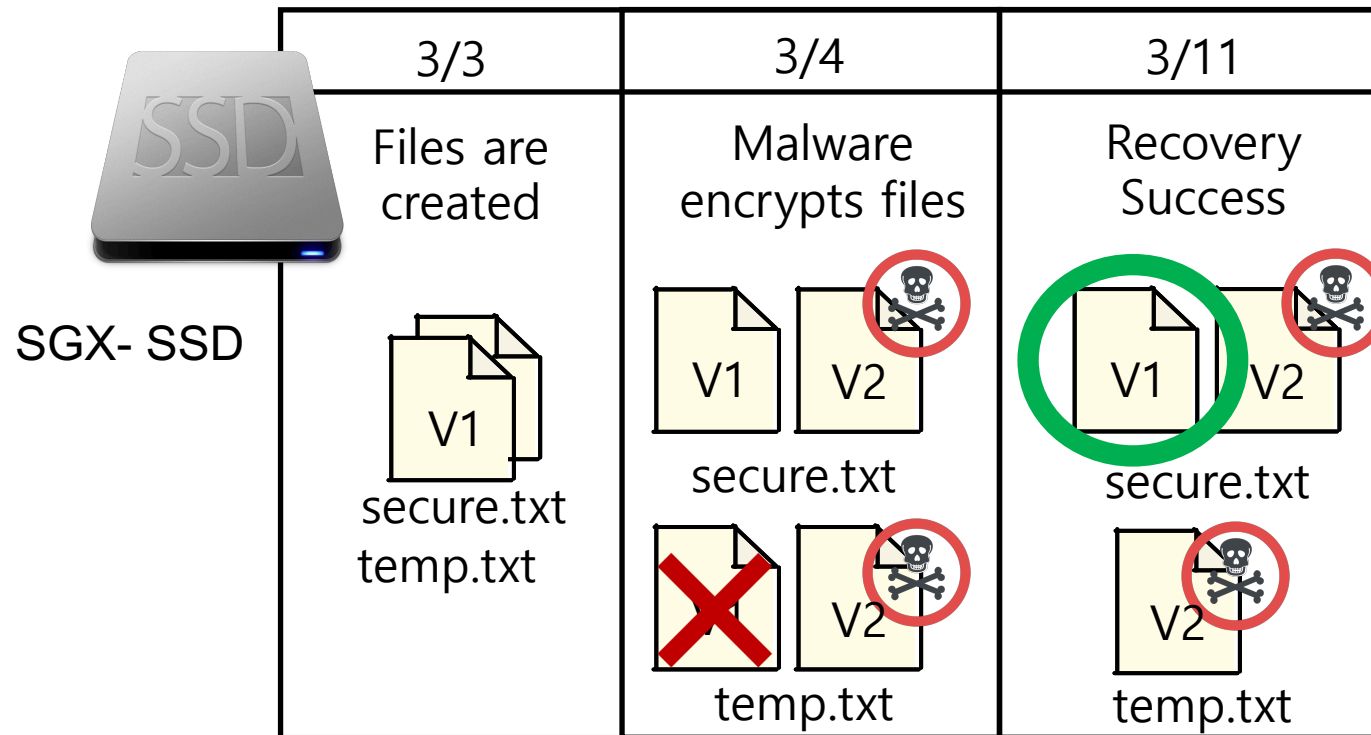 SSD
SGX- SSD
3/3
Files are
created
V1
secure.txt
temp.txt
3/4
Malware
encrypts files
V1
V2
secure.txt
V2
temp.txt
3/11
Recovery
Success
V1
V2
secure.txt
V2
temp.txt